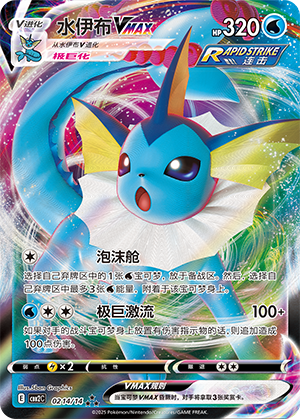 V进化
水伊布VMAX
HP 320
从水伊布V进化
极巨化
RAPID STRIKE
连击
泡沫舱
选择自己弃牌区中的1张水宝可梦,放于备战区。然后,选择自己弃牌区中最多3张能量,附着于该宝可梦身上。
极巨激流 100+
如果对手的战斗宝可梦身上放置有伤害指示物的话,则追加造成100点伤害。
弱点 ×2 抵抗力 撤退
VMAX规则
当宝可梦VMAX昏厥时,对手将拿取3张奖赏卡。
Illus.5ban Graphics
E CBB2C 02 14/14
©2025 Pokémon/Nintendo/Creatures/GAME FREAK.